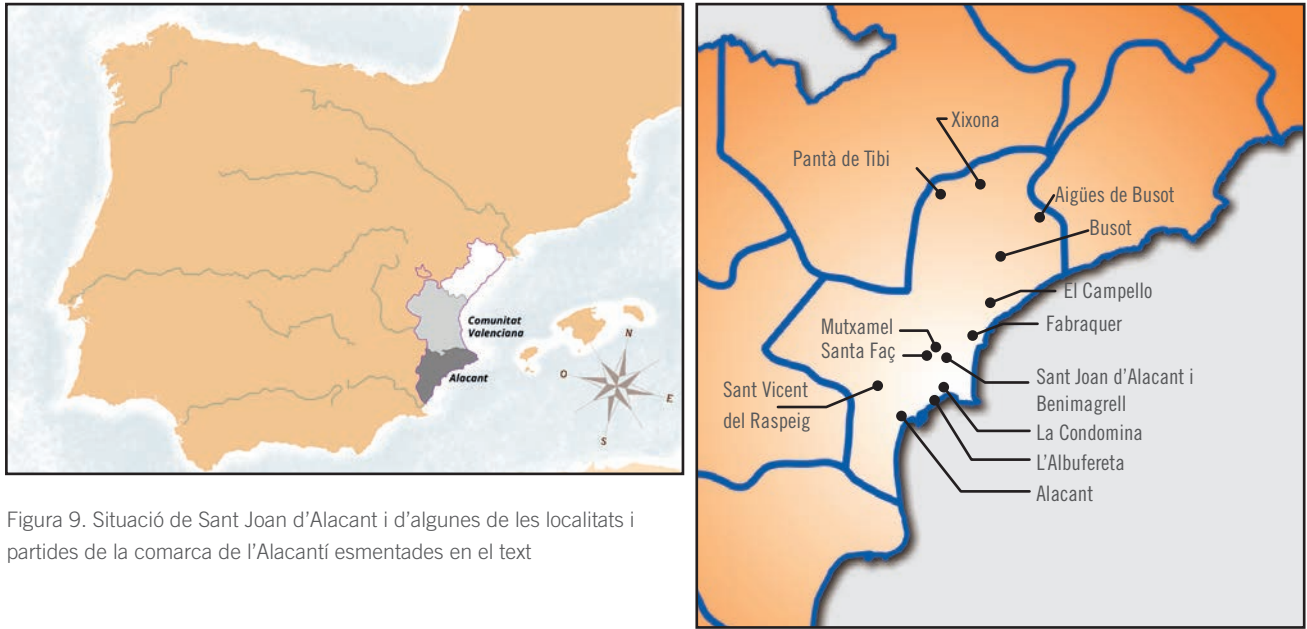 Comunitat
Valenciana
Alacant
N
O
E
S
Figura 9. Situació de Sant Joan d’Alacant i d’algunes de les localitats i
partides de la comarca de l’Alacantí esmentades en el text
Xixona
Pantà de Tibi
Aigües de Busot
Busot
El Campello
Fabraquer
Mutxamel
Santa Faç
Sant Joan d’Alacant i
Benimagrell
Sant Vicent
del Raspeig
La Condomina
L’Albufereta
Alacant